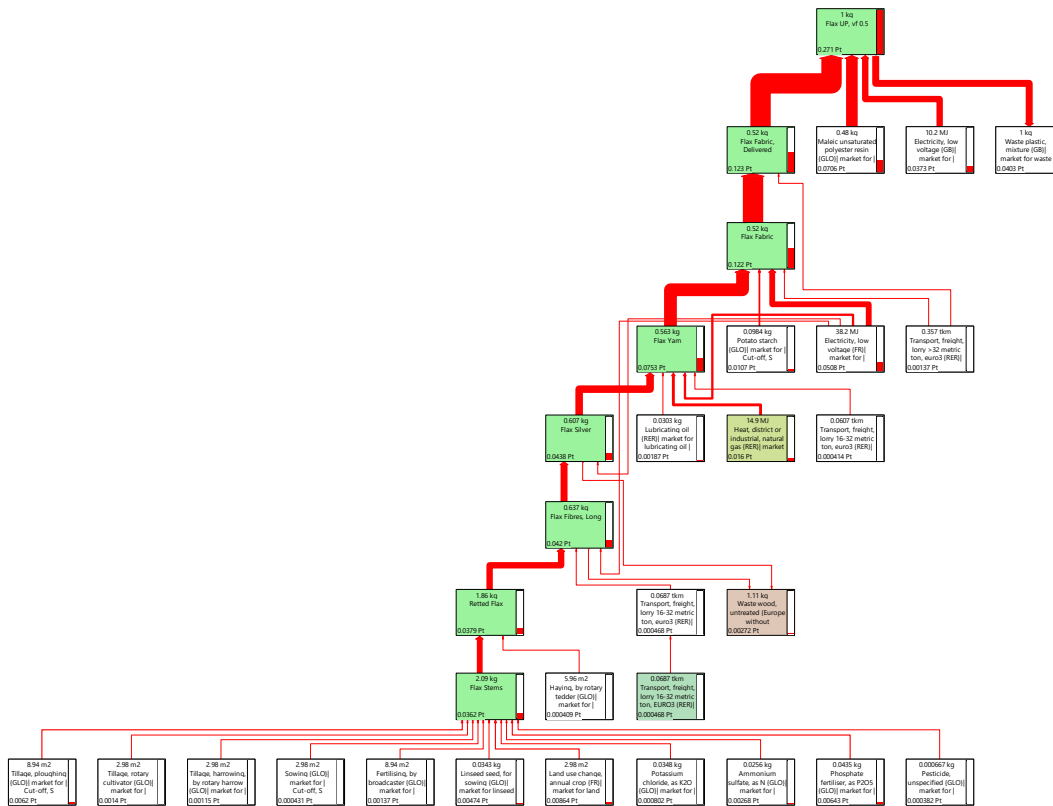 1 kg
Flax UP, vf 0.5
0.271 Pt
0.52 kg
Flax Fabric,
Delivered
0.123 Pt
0.48 kg
Maleic unsaturated
polyester resin
(GLO)| market for |
0.0706 Pt
10.2 MJ
Electricity, low
voltage (GB)|
market for |
0.0373 Pt
1 kg
Waste plastic,
mixture (GB)|
market for waste
0.0403 Pt
0.52 kg
Flax Fabric
0.122 Pt
0.563 kg
Flax Yarn
0.0753 Pt
0.0984 kg
Potato starch
(GLO)| market for |
Cut-off, S
0.0107 Pt
38.2 MJ
Electricity, low
voltage (FR)|
market for |
0.0508 Pt
0.357 tkm
Transport, freight,
lorry >32 metric
ton, euro3 (RER)|
0.00137 Pt
0.607 kg
Flax Silver
0.0438 Pt
0.0303 kg
Lubricating oil
(RER)| market for
lubricating oil |
0.00187 Pt
14.9 MJ
Heat, district or
industrial, natural
gas (RER)| market
0.016 Pt
0.0607 tkm
Transport, freight,
lorry 16-32 metric
ton, euro3 (RER)|
0.000414 Pt
0.637 kg
Flax Fibres, Long
0.042 Pt
1.86 kg
Retted Flax
0.0379 Pt
0.0687 tkm
Transport, freight,
lorry 16-32 metric
ton, euro3 (RER)|
0.000468 Pt
1.11 kg
Waste wood,
untreated (Europe
without
0.00272 Pt
2.09 kg
Flax Stems
0.0362 Pt
5.96 m2
Haying, by rotary
tedder (GLO)|
market for |
0.000409 Pt
0.0687 tkm
Transport, freight,
lorry 16-32 metric
ton, EURO3 (RER)|
0.000468 Pt
8.94 m2
Tillage, ploughing
(GLO)| market for |
Cut-off, S
0.0062 Pt
2.98 m2
Tillage, rotary
cultivator (GLO)|
market for |
0.0014 Pt
2.98 m2
Tillage, harrowing,
by rotary harrow
(GLO)| market for |
0.00115 Pt
2.98 m2
Sowing (GLO)|
market for |
Cut-off, S
0.000431 Pt
8.94 m2
Fertilising, by
broadcaster (GLO)|
market for |
0.00137 Pt
0.0343 kg
Linseed seed, for
sowing (GLO)|
market for linseed
0.00474 Pt
2.98 m2
Land use change,
annual crop (FR)|
market for land
0.00864 Pt
0.0348 kg
Potassium
chloride, as K2O
(GLO)| market for |
0.000802 Pt
0.0256 kg
Ammonium
sulfate, as N (GLO)|
market for |
0.00268 Pt
0.0435 kg
Phosphate
fertiliser, as P2O5
(GLO)| market for |
0.00643 Pt
0.000667 kg
Pesticide,
unspecified (GLO)|
market for |
0.000382 Pt